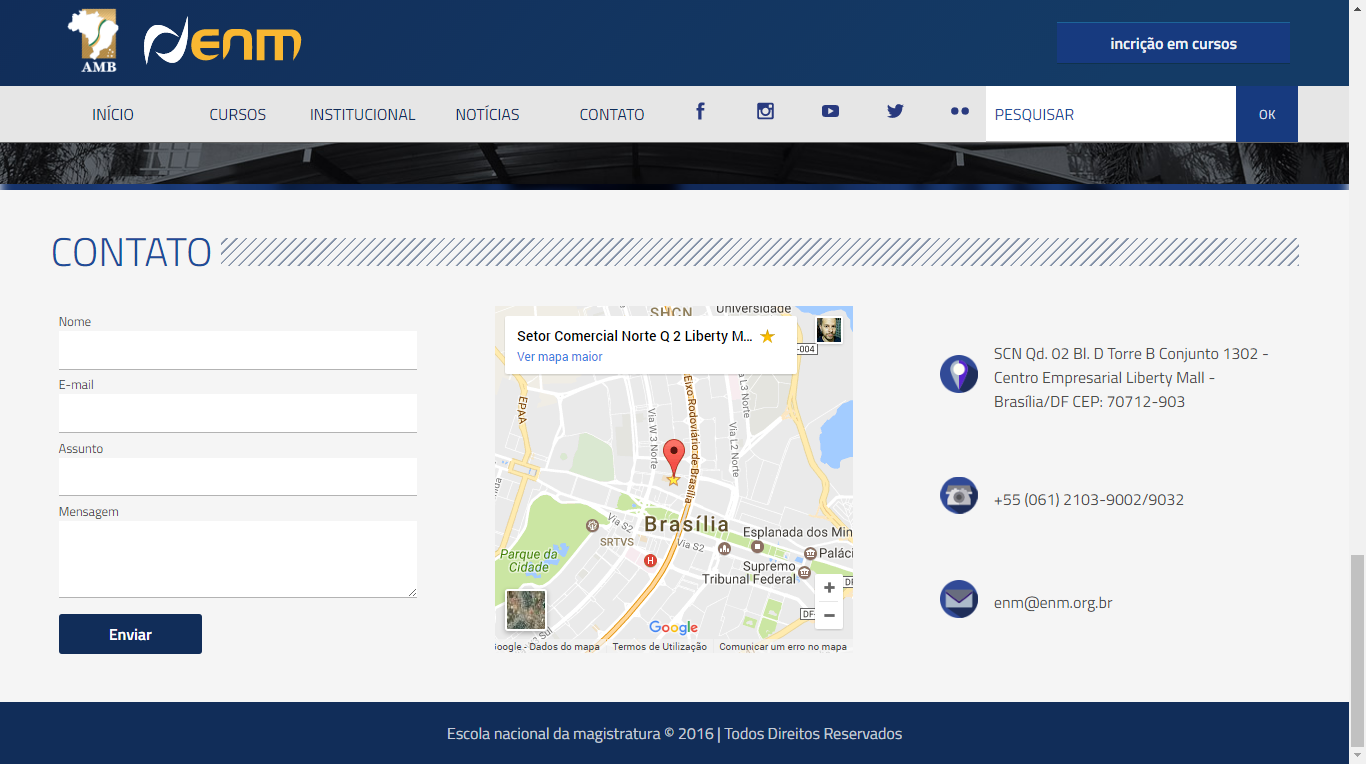 AMB
enm
incrição em cursos
INÍCIO
CURSOS
INSTITUCIONAL
NOTÍCIAS
CONTATO
PESQUISAR
OK
CONTATO
Nome
E-mail
Assunto
Mensagem
Enviar
SHCN
Universidade
Setor Comercial Norte Q 2 Liberty M...
Ver mapa maior
-004
EPAA
Eixo Rodoviário de Brasília
Via W 3 Norte
Via L2 Norte
Brasília
Via S2
Esplanada dos Min
SRTVS
Via S2
Palác
Parque da
Cidade
H
Supremo
Tribunal Federal
+
DF
DF-
−
Sul
Google
oogle - Dados do mapa
Termos de Utilização
Comunicar um erro no mapa
SCN Qd. 02 Bl. D Torre B Conjunto 1302 -
Centro Empresarial Liberty Mall -
Brasília/DF CEP: 70712-903
+55 (061) 2103-9002/9032
enm@enm.org.br
Escola nacional da magistratura © 2016 | Todos Direitos Reservados